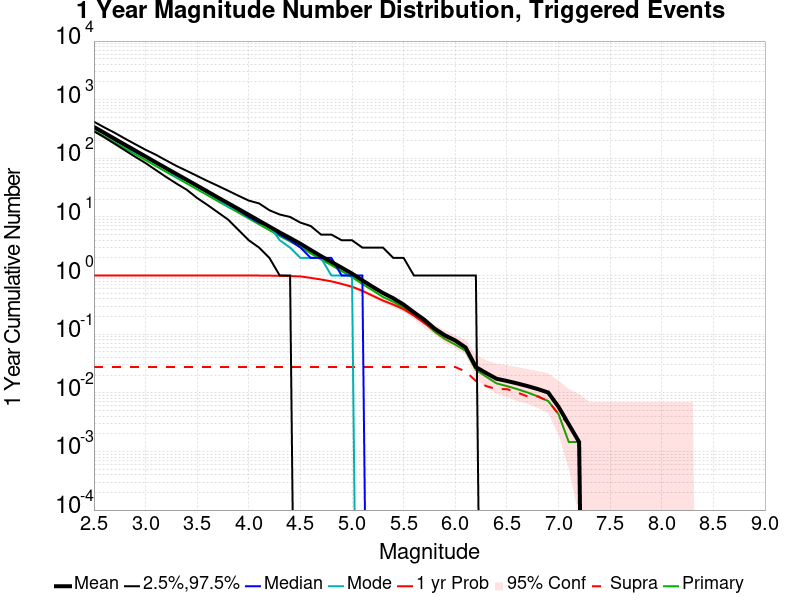 1 Year Magnitude Number Distribution, Triggered Events
1 Year Cumulative Number
10^4
10^3
10^2
10^1
10^0
10^-1
10^-2
10^-3
10^-4
2.5 3.0 3.5 4.0 4.5 5.0 5.5 6.0 6.5 7.0 7.5 8.0 8.5 9.0
Magnitude
Mean 2.5%,97.5% Median Mode 1 yr Prob 95% Conf Supra Primary